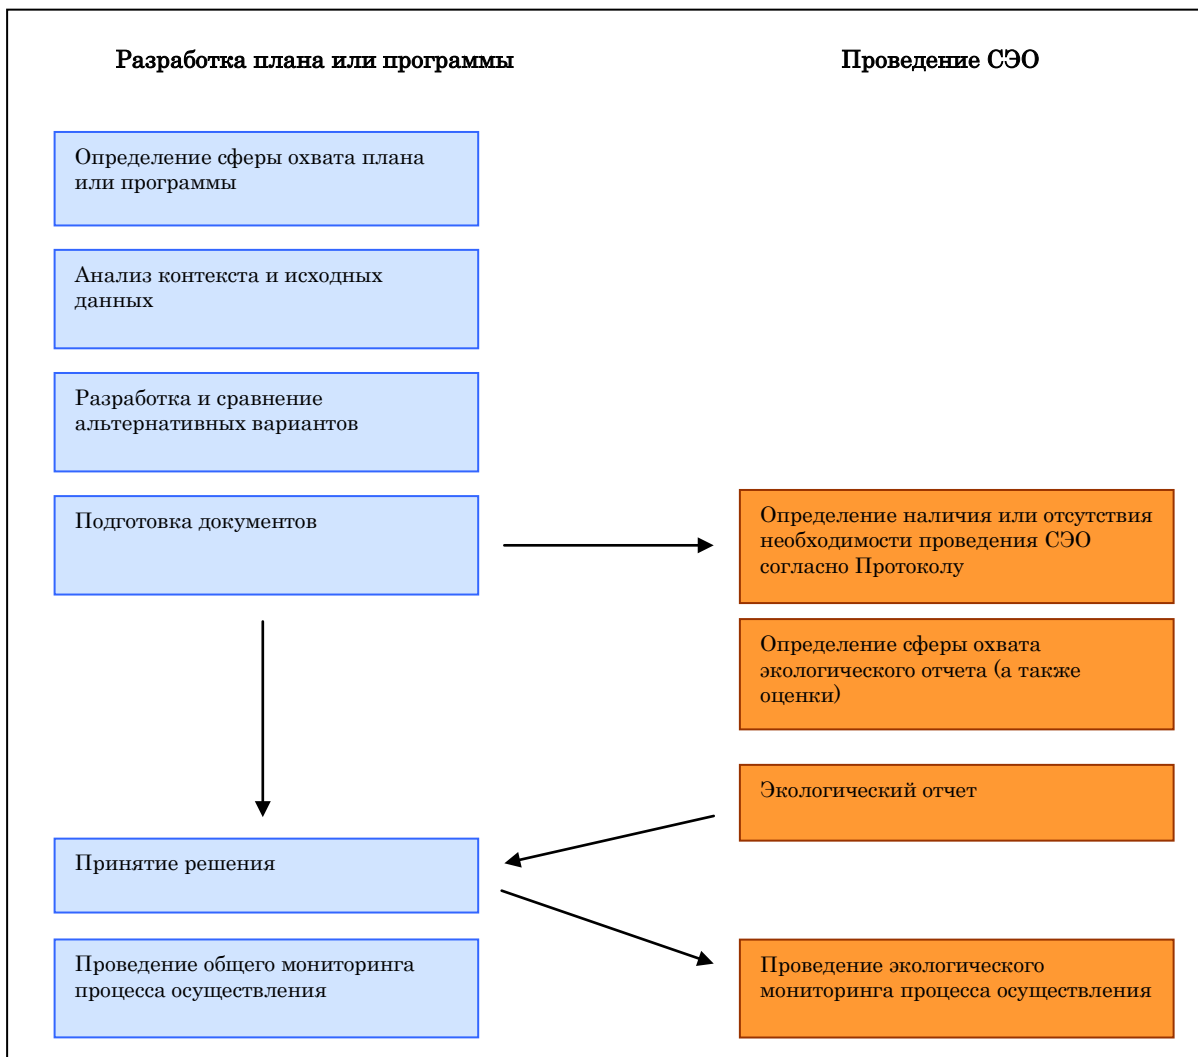 Разработка плана или программы
Проведение СЭО
Определение сферы охвата плана
или программы
Анализ контекста и исходных
данных
Разработка и сравнение
альтернативных вариантов
Подготовка документов
Определение наличия или отсутствия
необходимости проведения СЭО
согласно Протоколу
Определение сферы охвата
экологического отчета (а также
оценки)
Экологический отчет
Принятие решения
Проведение общего мониторинга
процесса осуществления
Проведение экологического
мониторинга процесса осуществления